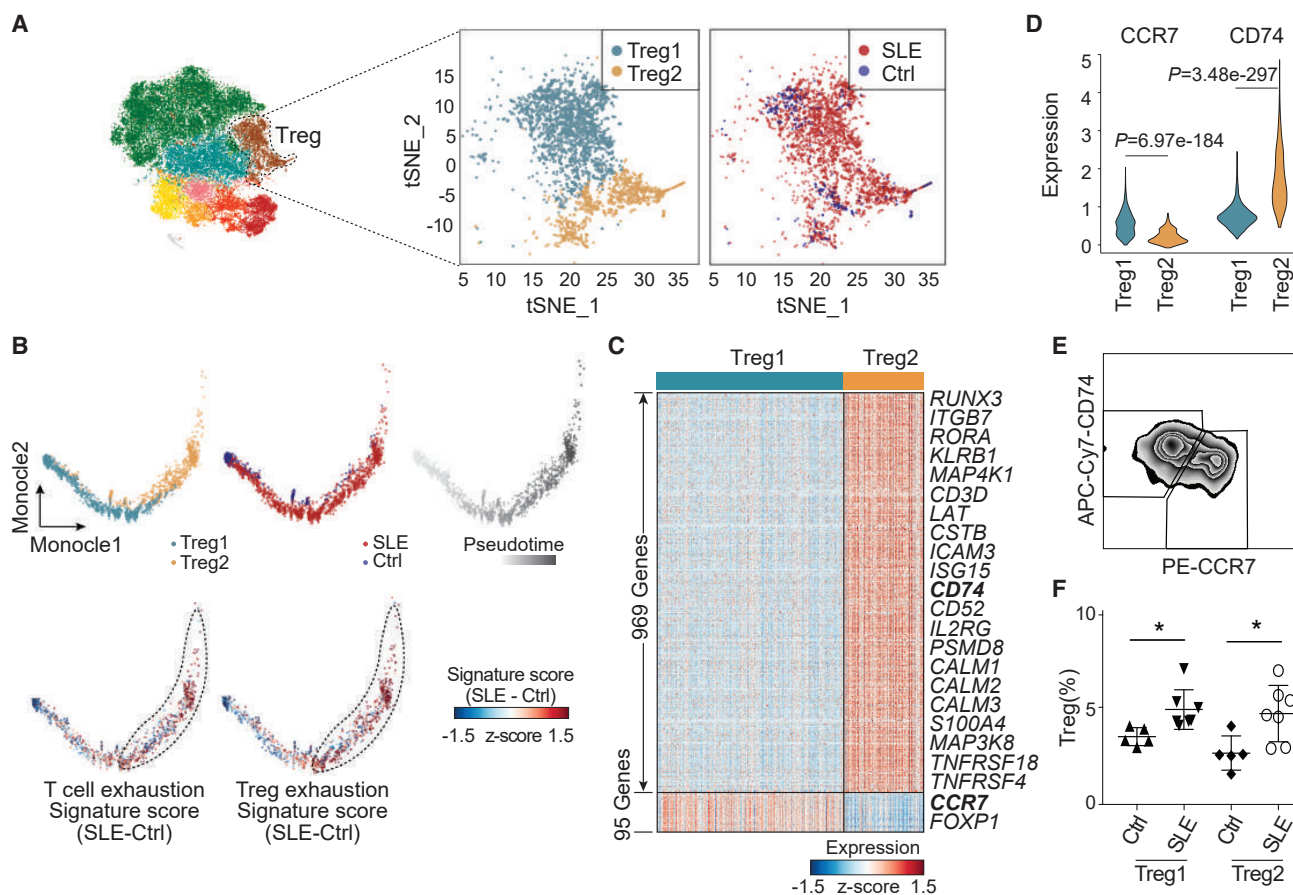 A
Treg
Treg1
Treg2
SLE
Ctrl
tSNE_2
15
10
5
0
-5
-10
5 10 15 20 25 30 35
tSNE_1
5 10 15 20 25 30 35
tSNE_1
D
CCR7 CD74
P=3.48e-297
P=6.97e-184
Expression
5
4
3
2
1
0
Treg1
Treg2
Treg1
Treg2
B
Monocle2
Monocle1
Treg1
Treg2
SLE
Ctrl
Pseudotime
Signature score
(SLE - Ctrl)
-1.5 z-score 1.5
T cell exhaustion
Signature score
(SLE-Ctrl)
Treg exhaustion
Signature score
(SLE-Ctrl)
C
Treg1 Treg2
969 Genes
95 Genes
RUNX3
ITGB7
RORA
KLRB1
MAP4K1
CD3D
LAT
CSTB
ICAM3
ISG15
CD74
CD52
IL2RG
PSMD8
CALM1
CALM2
CALM3
S100A4
MAP3K8
TNFRSF18
TNFRSF4
CCR7
FOXP1
Expression
-1.5 z-score 1.5
E
APC-Cy7-CD74
PE-CCR7
F
Treg(%)
10
5
0
* *
Ctrl
SLE
Ctrl
SLE
Treg1 Treg2